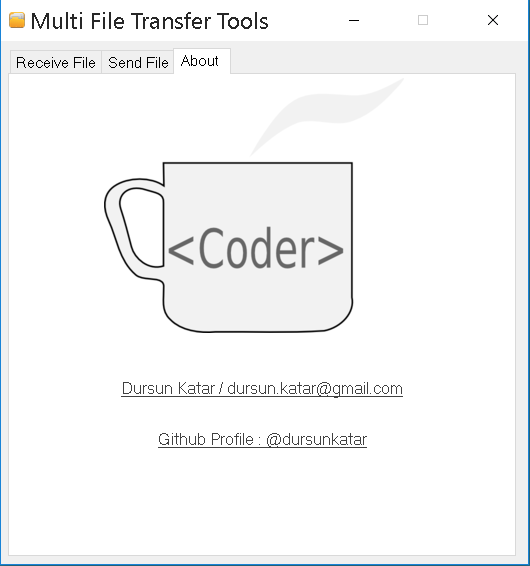 Multi File Transfer Tools
Receive File Send File About
<Coder>
Dursun Katar / dursun.katar@gmail.com
Github Profile : @dursunkatar